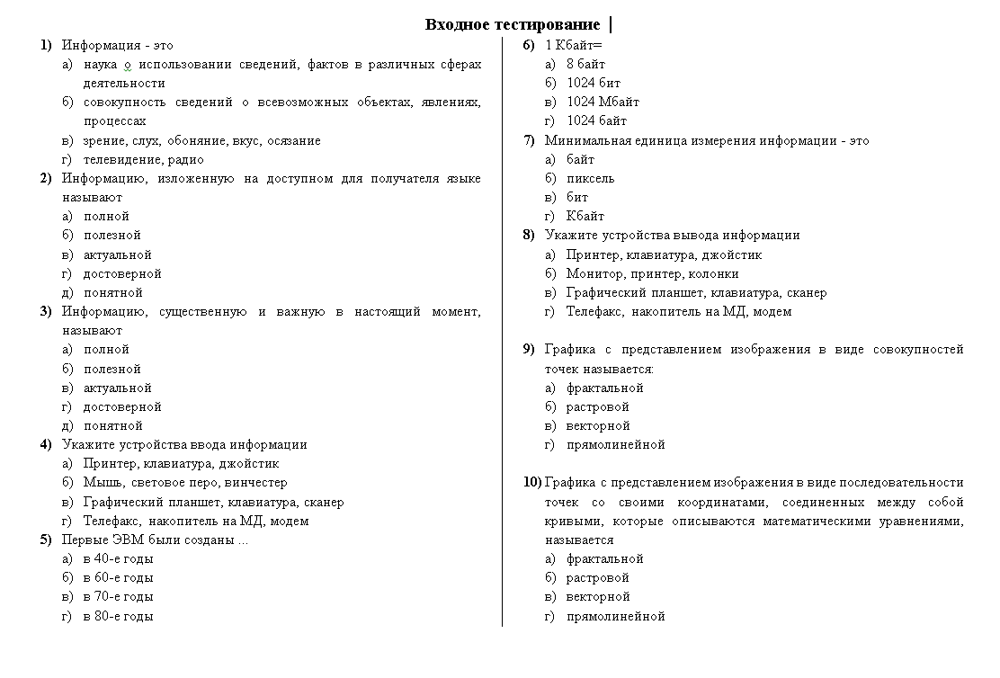 Входное тестирование
1) Информация - это
а) наука о использовании сведений, фактов в различных сферах
деятельности
б) совокупность сведений о всевозможных объектах, явлениях,
процессах
в) зрение, слух, обоняние, вкус, осязание
г) телевидение, радио
2) Информацию, изложенную на доступном для получателя языке
называют
а) полной
б) полезной
в) актуальной
г) достоверной
д) понятной
3) Информацию, существенную и важную в настоящий момент,
называют
а) полной
б) полезной
в) актуальной
г) достоверной
д) понятной
4) Укажите устройства ввода информации
а) Принтер, клавиатура, джойстик
б) Мышь, световое перо, винчестер
в) Графический планшет, клавиатура, сканер
г) Телефакс, накопитель на МД, модем
5) Первые ЭВМ были созданы ...
а) в 40-е годы
б) в 60-е годы
в) в 70-е годы
г) в 80-е годы
6) 1 Кбайт=
а) 8 байт
б) 1024 бит
в) 1024 Мбайт
г) 1024 байт
7) Минимальная единица измерения информации - это
а) байт
б) пиксель
в) бит
г) Кбайт
8) Укажите устройства вывода информации
а) Принтер, клавиатура, джойстик
б) Монитор, принтер, колонки
в) Графический планшет, клавиатура, сканер
г) Телефакс, накопитель на МД, модем
9) Графика с представлением изображения в виде совокупностей
точек называется:
а) фрактальной
б) растровой
в) векторной
г) прямолинейной
10) Графика с представлением изображения в виде последовательности
точек со своими координатами, соединенных между собой
кривыми, которые описываются математическими уравнениями,
называется
а) фрактальной
б) растровой
в) векторной
г) прямолинейной